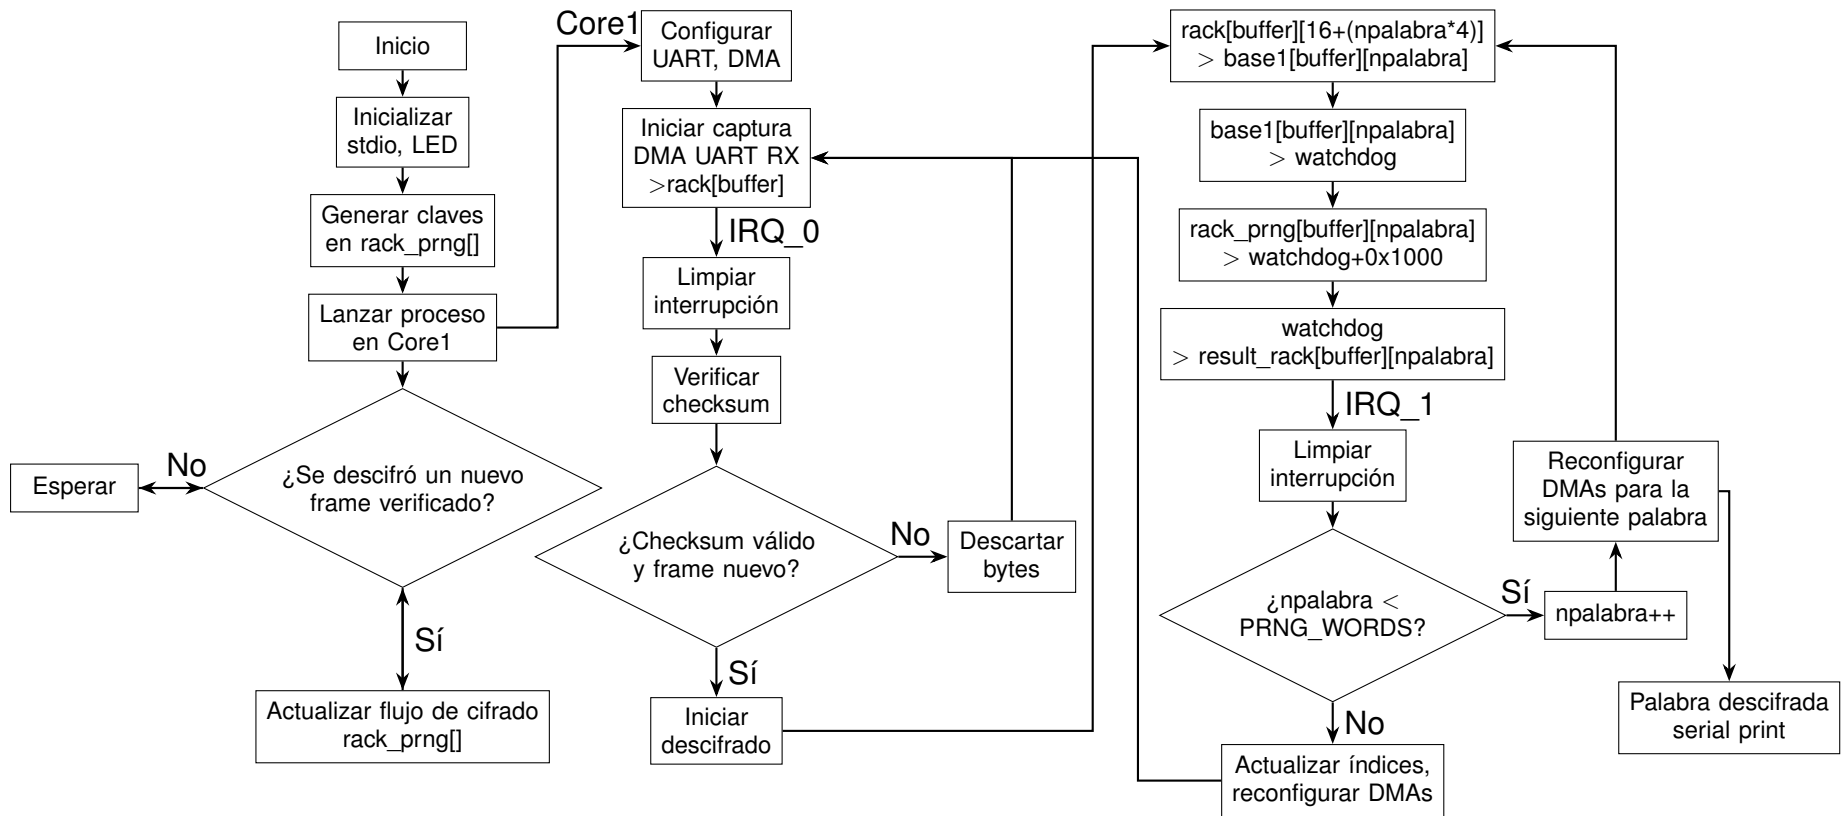 Inicio
Inicializar
stdio, LED
Generar claves
en rack_prng[]
Lanzar proceso
en Core1
¿Se descifró un nuevo
frame verificado?
No
Esperar
Sí
Actualizar flujo de cifrado
rack_prng[]
Core1
Configurar
UART, DMA
Iniciar captura
DMA UART RX
>rack[buffer]
IRQ_0
Limpiar
interrupción
Verificar
checksum
¿Checksum válido
y frame nuevo?
No
Descartar
bytes
Sí
Iniciar
descifrado
rack[buffer][16+(npalabra*4)]
> base1[buffer][npalabra]
base1[buffer][npalabra]
> watchdog
rack_prng[buffer][npalabra]
> watchdog+0x1000
watchdog
> result_rack[buffer][npalabra]
IRQ_1
Limpiar
interrupción
¿npalabra <
PRNG_WORDS?
Sí
npalabra++
Reconfigurar
DMAs para la
siguiente palabra
Palabra descifrada
serial print
No
Actualizar índices,
reconfigurar DMAs